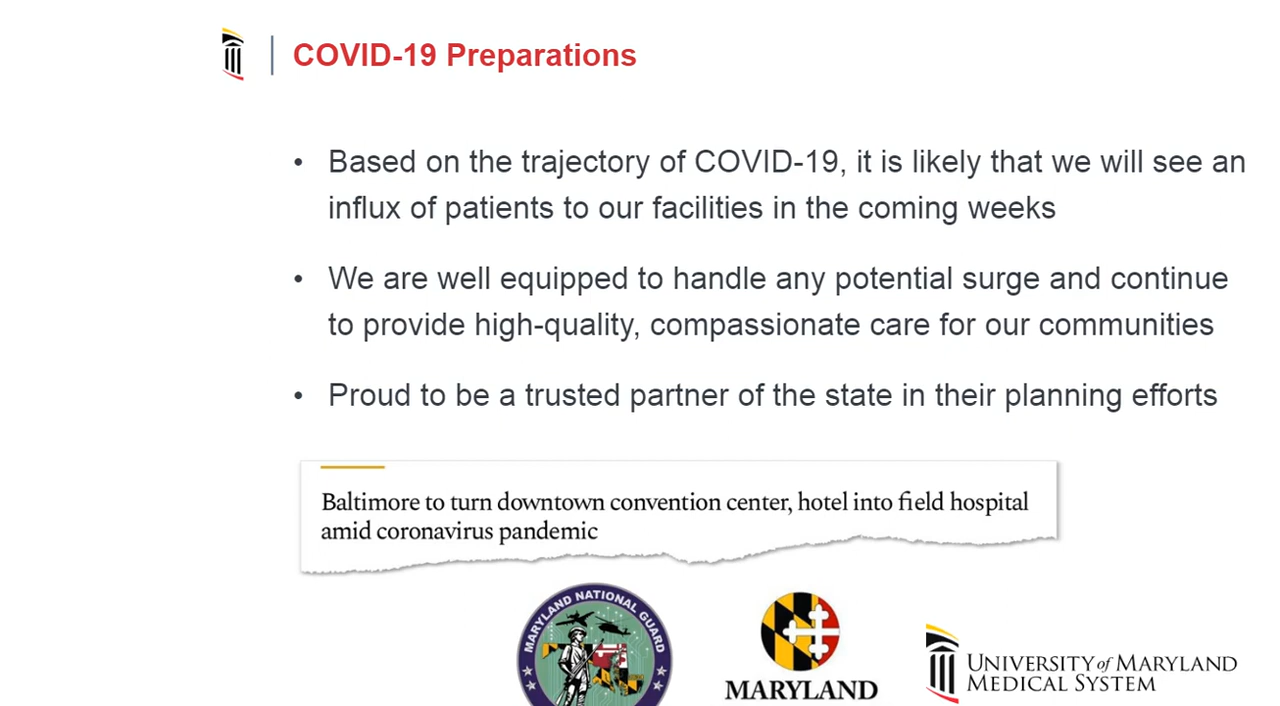 COVID-19 Preparations
• Based on the trajectory of COVID-19, it is likely that we will see an
influx of patients to our facilities in the coming weeks
• We are well equipped to handle any potential surge and continue
to provide high-quality, compassionate care for our communities
• Proud to be a trusted partner of the state in their planning efforts
Baltimore to turn downtown convention center, hotel into field hospital
amid coronavirus pandemic
MARYLAND NATIONAL GUARD
MARYLAND
UNIVERSITY of MARYLAND
MEDICAL SYSTEM